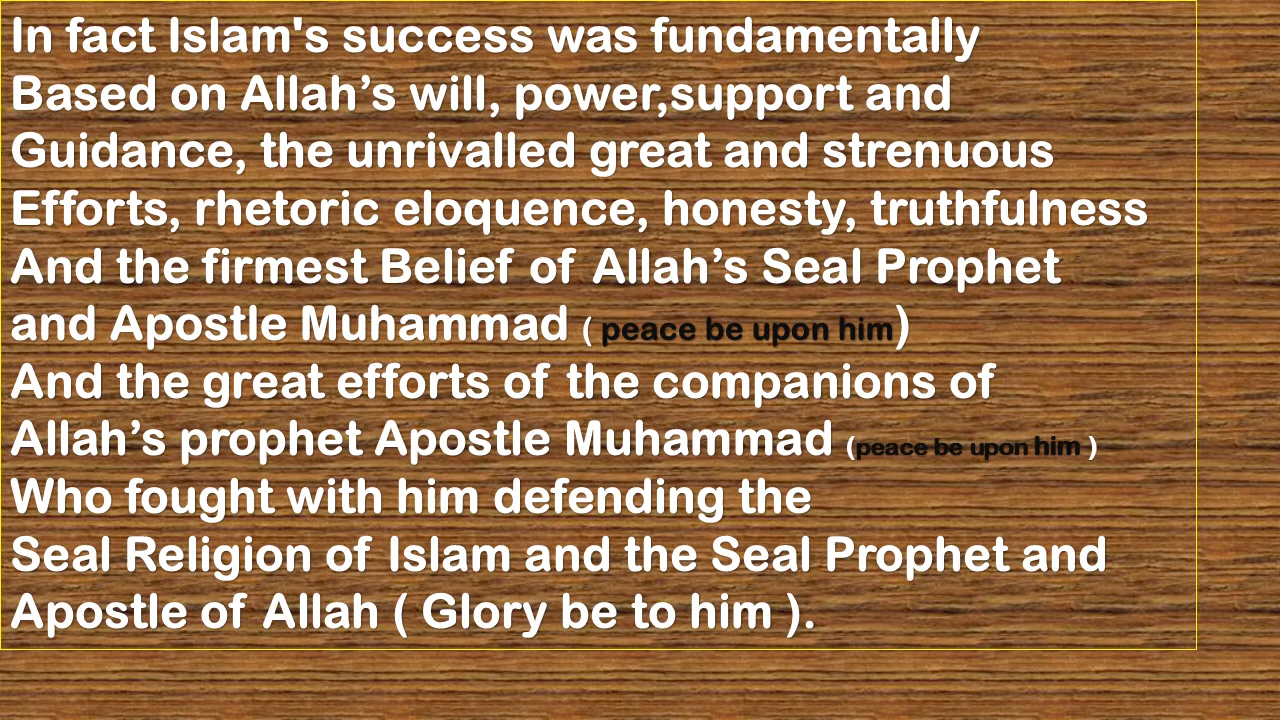 In fact Islam's success was fundamentally
Based on Allah’s will, power,support and
Guidance, the unrivalled great and strenuous
Efforts, rhetoric eloquence, honesty, truthfulness
And the firmest Belief of Allah’s Seal Prophet
and Apostle Muhammad ( peace be upon him)
And the great efforts of the companions of
Allah’s prophet Apostle Muhammad (peace be upon him )
Who fought with him defending the
Seal Religion of Islam and the Seal Prophet and
Apostle of Allah ( Glory be to him ).